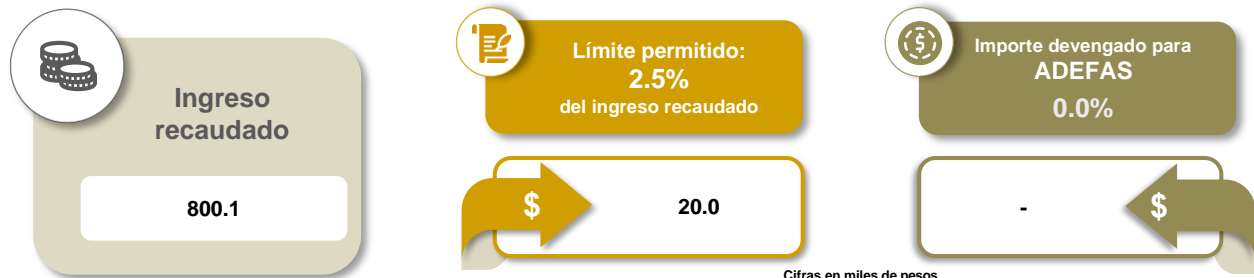 Ingreso
recaudado
800.1
Límite permitido:
2.5%
del ingreso recaudado
$ 20.0
Importe devengado para
ADEFAS
0.0%
- $
Cifras en miles de pesos